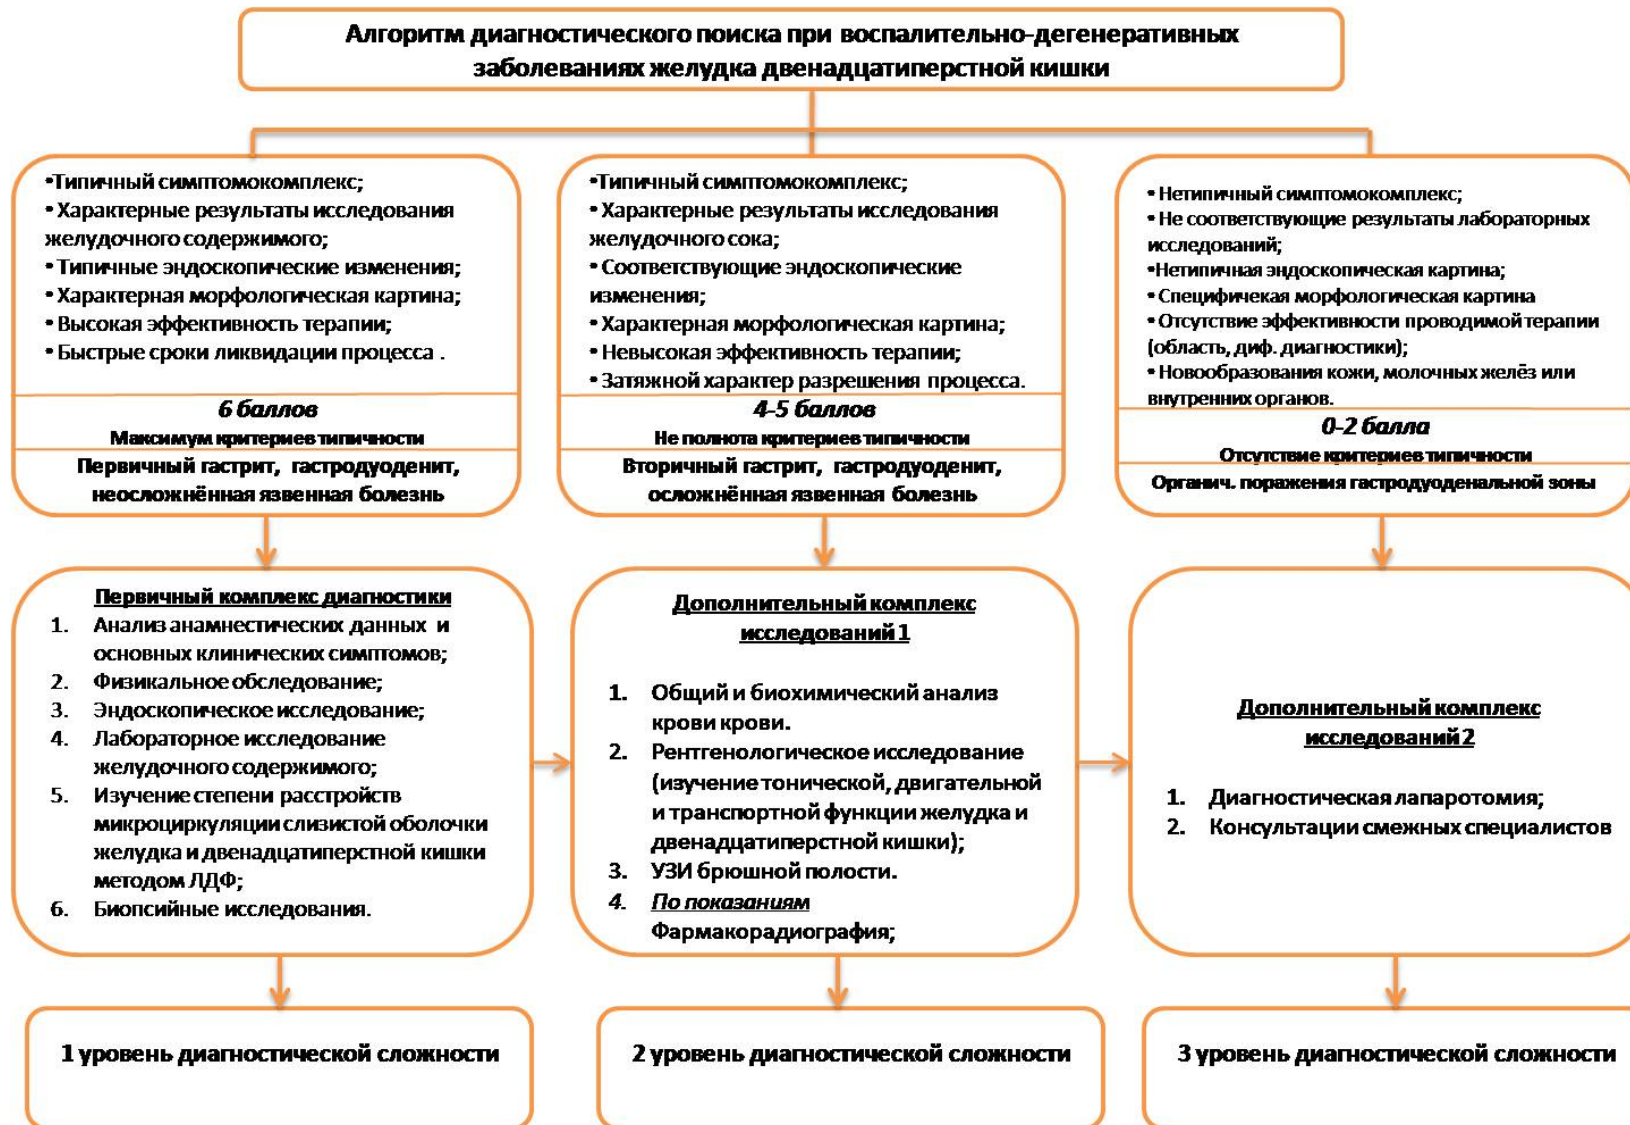 Алгоритм диагностического поиска при воспалительно-дегенеративных
заболеваниях желудка двенадцатиперстной кишки
•Типичный симптомокомплекс;
• Характерные результаты исследования
желудочного содержимого;
• Типичные эндоскопические изменения;
• Характерная морфологическая картина;
• Высокая эффективность терапии;
• Быстрые сроки ликвидации процесса .
6 баллов
Максимум критериев типичности
Первичный гастрит, гастродуоденит,
неосложнённая язвенная болезнь
•Типичный симптомокомплекс;
• Характерные результаты исследования
желудочного сока;
• Соответствующие эндоскопические
изменения;
• Характерная морфологическая картина;
• Невысокая эффективность терапии;
• Затяжной характер разрешения процесса.
4-5 баллов
Не полнота критериев типичности
Вторичный гастрит, гастродуоденит,
осложнённая язвенная болезнь
• Нетипичный симптомокомплекс;
• Не соответствующие результаты лабораторных
исследований;
•Нетипичная эндоскопическая картина;
• Специфичекая морфологическая картина
• Отсутствие эффективности проводимой терапии
(область, диф. диагностики);
• Новообразования кожи, молочных желёз или
внутренних органов.
0-2 балла
Отсутствие критериев типичности
Органич. поражения гастродуоденальной зоны
Первичный комплекс диагностики
1. Анализ анамнестических данных и
основных клинических симптомов;
2. Физикальное обследование;
3. Эндоскопическое исследование;
4. Лабораторное исследование
желудочного содержимого;
5. Изучение степени расстройств
микроциркуляции слизистой оболочки
желудка и двенадцатиперстной кишки
методом ЛДФ;
6. Биопсийные исследования.
Дополнительный комплекс
исследований 1
1. Общий и биохимический анализ
крови крови.
2. Рентгенологическое исследование
(изучение тонической, двигательной
и транспортной функции желудка и
двенадцатиперстной кишки);
3. УЗИ брюшной полости.
4. По показаниям
Фармакорадиография;
Дополнительный комплекс
исследований 2
1. Диагностическая лапаротомия;
2. Консультации смежных специалистов
1 уровень диагностической сложности
2 уровень диагностической сложности
3 уровень диагностической сложности